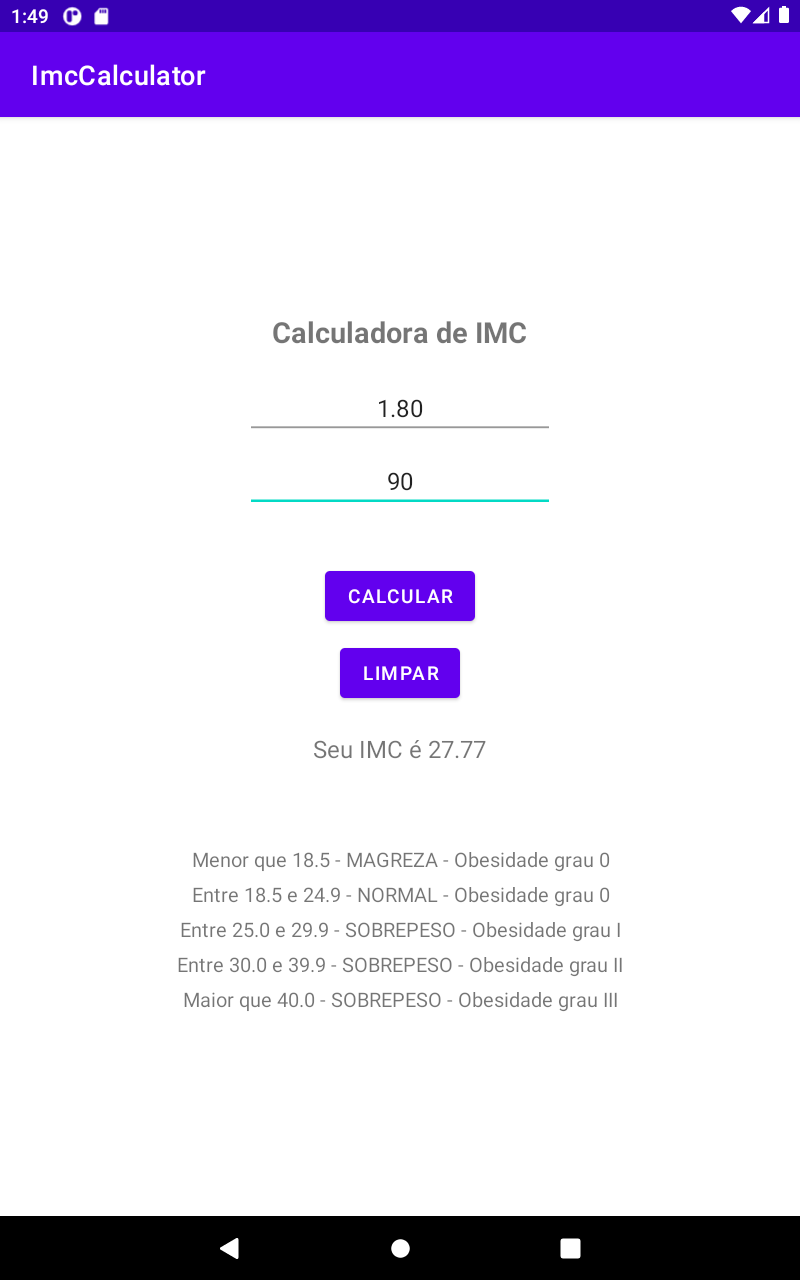 1:49
ImcCalculator
Calculadora de IMC
1.80
90
CALCULAR
LIMPAR
Seu IMC é 27.77
Menor que 18.5 - MAGREZA - Obesidade grau 0
Entre 18.5 e 24.9 - NORMAL - Obesidade grau 0
Entre 25.0 e 29.9 - SOBREPESO - Obesidade grau I
Entre 30.0 e 39.9 - SOBREPESO - Obesidade grau II
Maior que 40.0 - SOBREPESO - Obesidade grau III